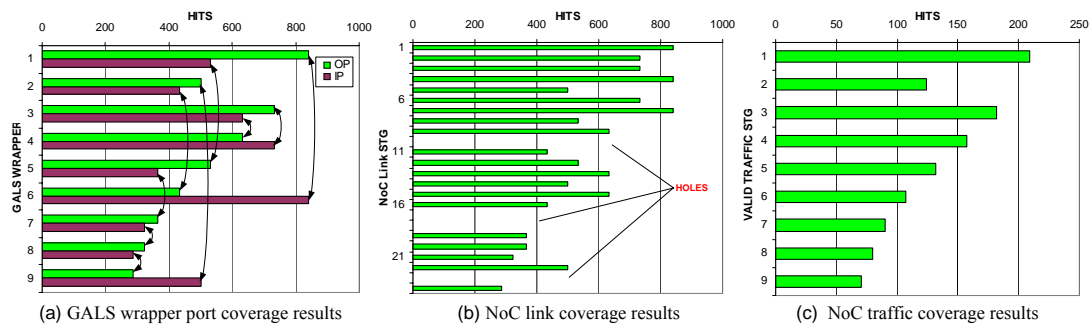 HITS
0 200 400 600 800 1000
GALS WRAPPER
1
2
3
4
5
6
7
8
9
OP
IP
(a) GALS wrapper port coverage results
HITS
0 200 400 600 800 1000
NoC Link STG
1
6
11
16
21
HOLES
(b) NoC link coverage results
HITS
0 50 100 150 200 250
VALID TRAFFIC STG
1
2
3
4
5
6
7
8
9
(c) NoC traffic coverage results